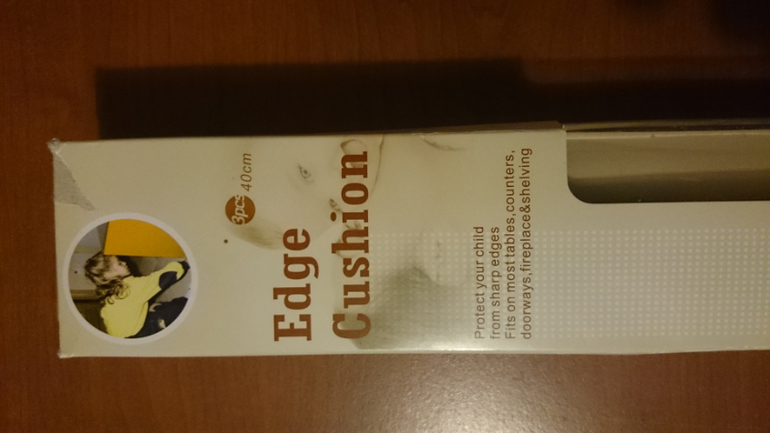 3pcs 40cm
Edge
Cushion
Protect your child
from sharp edges
Fits on most tables,counters,
doorways,fireplace&shelving